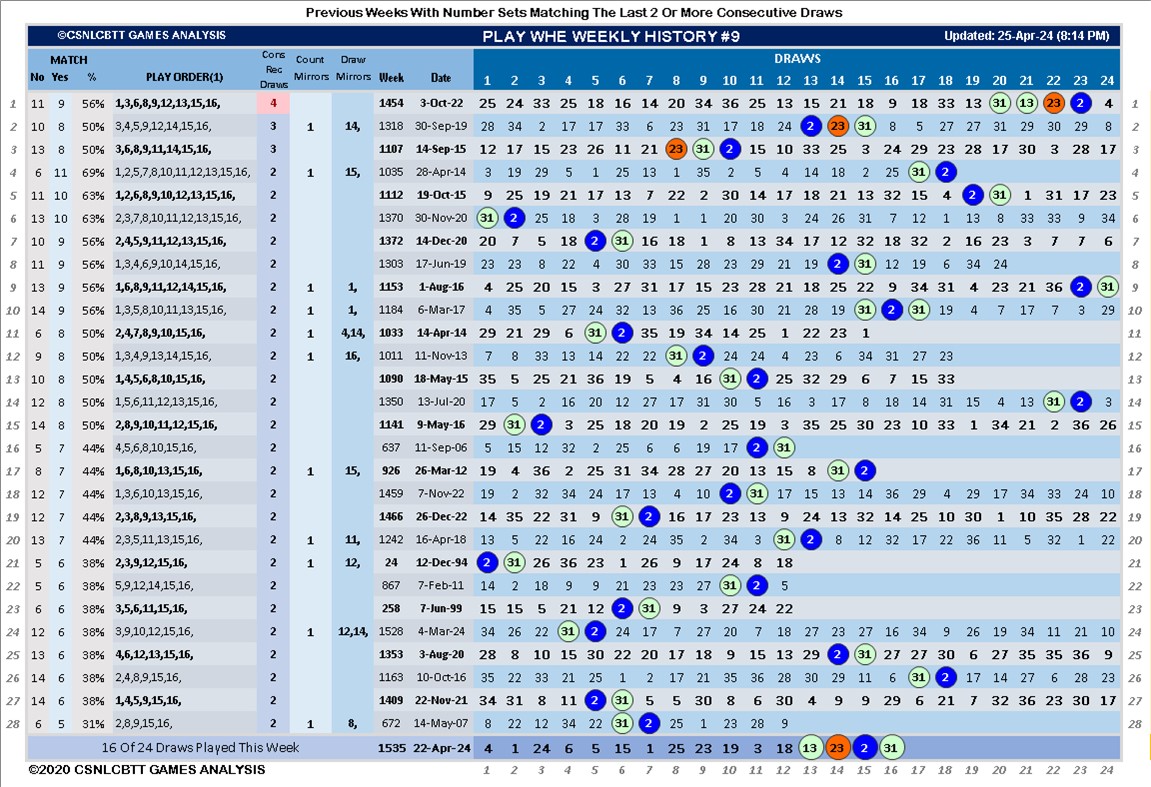 Previous Weeks With Number Sets Matching The Last 2 Or More Consecutive Draws
©CSNLCBTT GAMES ANALYSIS PLAY WHE WEEKLY HISTORY #9 Updated: 25-Apr-24 (8:14 PM)
MATCH Cons Rec Draws Count Mirrors Draw Mirrors DRAWS
No Yes % PLAY ORDER(1) Week Date 1 2 3 4 5 6 7 8 9 10 11 12 13 14 15 16 17 18 19 20 21 22 23 24
1 11 9 56% 1,3,6,8,9,12,13,15,16, 4 1454 3-Oct-22 25 24 33 25 18 16 14 20 34 36 25 13 15 21 18 9 18 33 13 31 13 23 2 4 1
2 10 8 50% 3,4,5,9,12,14,15,16, 3 1 14, 1318 30-Sep-19 28 34 2 17 17 33 6 23 31 17 18 24 2 23 31 8 5 27 27 31 29 30 29 8 2
3 13 8 50% 3,6,8,9,11,14,15,16, 3 1107 14-Sep-15 12 17 15 23 26 11 21 23 31 2 15 10 33 25 3 24 29 23 28 17 30 3 28 17 3
4 6 11 69% 1,2,5,7,8,10,11,12,13,15,16, 2 1 15, 1035 28-Apr-14 3 19 29 5 1 25 13 1 35 2 5 4 14 18 2 25 31 2 4
5 11 10 63% 1,2,6,8,9,10,12,13,15,16, 2 1112 19-Oct-15 9 25 19 21 17 13 7 22 2 30 14 17 18 21 13 32 15 4 2 31 1 31 17 23 5
6 13 10 63% 2,3,7,8,10,11,12,13,15,16, 2 1370 30-Nov-20 31 2 25 18 3 28 19 1 1 20 30 3 24 26 31 7 12 1 13 8 33 33 9 34 6
7 10 9 56% 2,4,5,9,11,12,13,15,16, 2 1372 14-Dec-20 20 7 5 18 2 31 16 18 1 8 13 34 17 12 32 18 32 2 16 23 3 7 7 6 7
8 11 9 56% 1,3,4,6,9,10,14,15,16, 2 1303 17-Jun-19 23 23 8 22 4 30 33 15 28 23 29 21 19 2 31 12 19 6 34 24 8
9 13 9 56% 1,6,8,9,11,12,14,15,16, 2 1 1, 1153 1-Aug-16 4 25 20 15 3 27 31 17 15 23 28 21 18 25 22 9 34 31 4 23 21 36 2 31 9
10 14 9 56% 1,3,5,8,10,11,13,15,16, 2 1 1, 1184 6-Mar-17 4 35 5 27 24 32 13 36 25 16 30 21 28 19 31 2 31 19 4 7 17 7 3 29 10
11 6 8 50% 2,4,7,8,9,10,15,16, 2 1 4,14, 1033 14-Apr-14 29 21 29 6 31 2 35 19 34 14 25 1 22 23 1 11
12 9 8 50% 1,3,4,9,13,14,15,16, 2 1 16, 1011 11-Nov-13 7 8 33 13 14 22 22 31 2 24 24 4 23 6 34 31 27 23 12
13 10 8 50% 1,4,5,6,8,10,15,16, 2 1090 18-May-15 35 5 25 21 36 19 5 4 16 31 2 25 32 29 6 7 15 33 13
14 12 8 50% 1,5,6,11,12,13,15,16, 2 1350 13-Jul-20 17 5 2 16 20 12 27 17 31 30 5 16 3 17 8 18 14 31 15 4 13 31 2 3 14
15 14 8 50% 2,8,9,10,11,12,15,16, 2 1141 9-May-16 29 31 2 3 25 18 20 19 2 25 19 3 35 25 30 23 10 33 1 34 21 2 36 26 15
16 5 7 44% 4,5,6,8,10,15,16, 2 637 11-Sep-06 5 15 12 32 2 25 6 6 19 17 2 31 16
17 8 7 44% 1,6,8,10,13,15,16, 2 1 15, 926 26-Mar-12 19 4 36 2 25 31 34 28 27 20 13 15 8 31 2 17
18 12 7 44% 1,3,6,10,13,15,16, 2 1459 7-Nov-22 19 2 32 34 24 17 13 4 10 2 31 17 15 13 14 36 29 4 29 17 34 33 24 10 18
19 12 7 44% 2,3,8,9,13,15,16, 2 1466 26-Dec-22 14 35 22 31 9 31 2 16 17 23 13 9 24 13 32 14 25 10 30 1 10 35 28 22 19
20 13 7 44% 2,3,5,11,13,15,16, 2 1 11, 1242 16-Apr-18 13 5 22 16 24 2 24 35 2 34 3 31 2 8 12 32 17 22 36 11 5 32 1 22 20
21 5 6 38% 2,3,9,12,15,16, 2 1 12, 24 12-Dec-94 2 31 26 36 23 1 26 9 17 24 8 18 21
22 5 6 38% 5,9,12,14,15,16, 2 867 7-Feb-11 14 2 18 9 9 21 23 23 27 31 2 5 22
23 6 6 38% 3,5,6,11,15,16, 2 258 7-Jun-99 15 15 5 21 12 2 31 9 3 27 24 22 23
24 12 6 38% 3,9,10,12,15,16, 2 1 12,14, 1528 4-Mar-24 34 26 22 31 2 24 17 7 27 20 7 18 27 23 27 16 34 9 26 19 34 11 21 10 24
25 13 6 38% 4,6,12,13,15,16, 2 1353 3-Aug-20 28 8 10 15 30 22 20 17 18 9 15 13 29 2 31 27 27 30 6 27 35 35 36 9 25
26 14 6 38% 2,4,8,9,15,16, 2 1163 10-Oct-16 35 22 33 21 25 1 2 17 21 35 36 28 22 33 6 15 31 2 17 14 27 6 28 23 26
27 14 6 38% 1,4,5,9,15,16, 2 1409 22-Nov-21 34 31 8 11 2 31 5 5 30 8 6 30 4 9 9 29 6 21 7 32 36 23 30 17 27
28 6 5 31% 2,8,9,15,16, 2 1 8, 672 14-May-07 8 22 12 34 22 31 2 25 1 23 28 9 28
16 Of 24 Draws Played This Week 1535 22-Apr-24 4 1 24 6 5 15 1 25 23 19 3 18 13 23 2 31
©2020 CSNLCBTT GAMES ANALYSIS 1 2 3 4 5 6 7 8 9 10 11 12 13 14 15 16 17 18 19 20 21 22 23 24